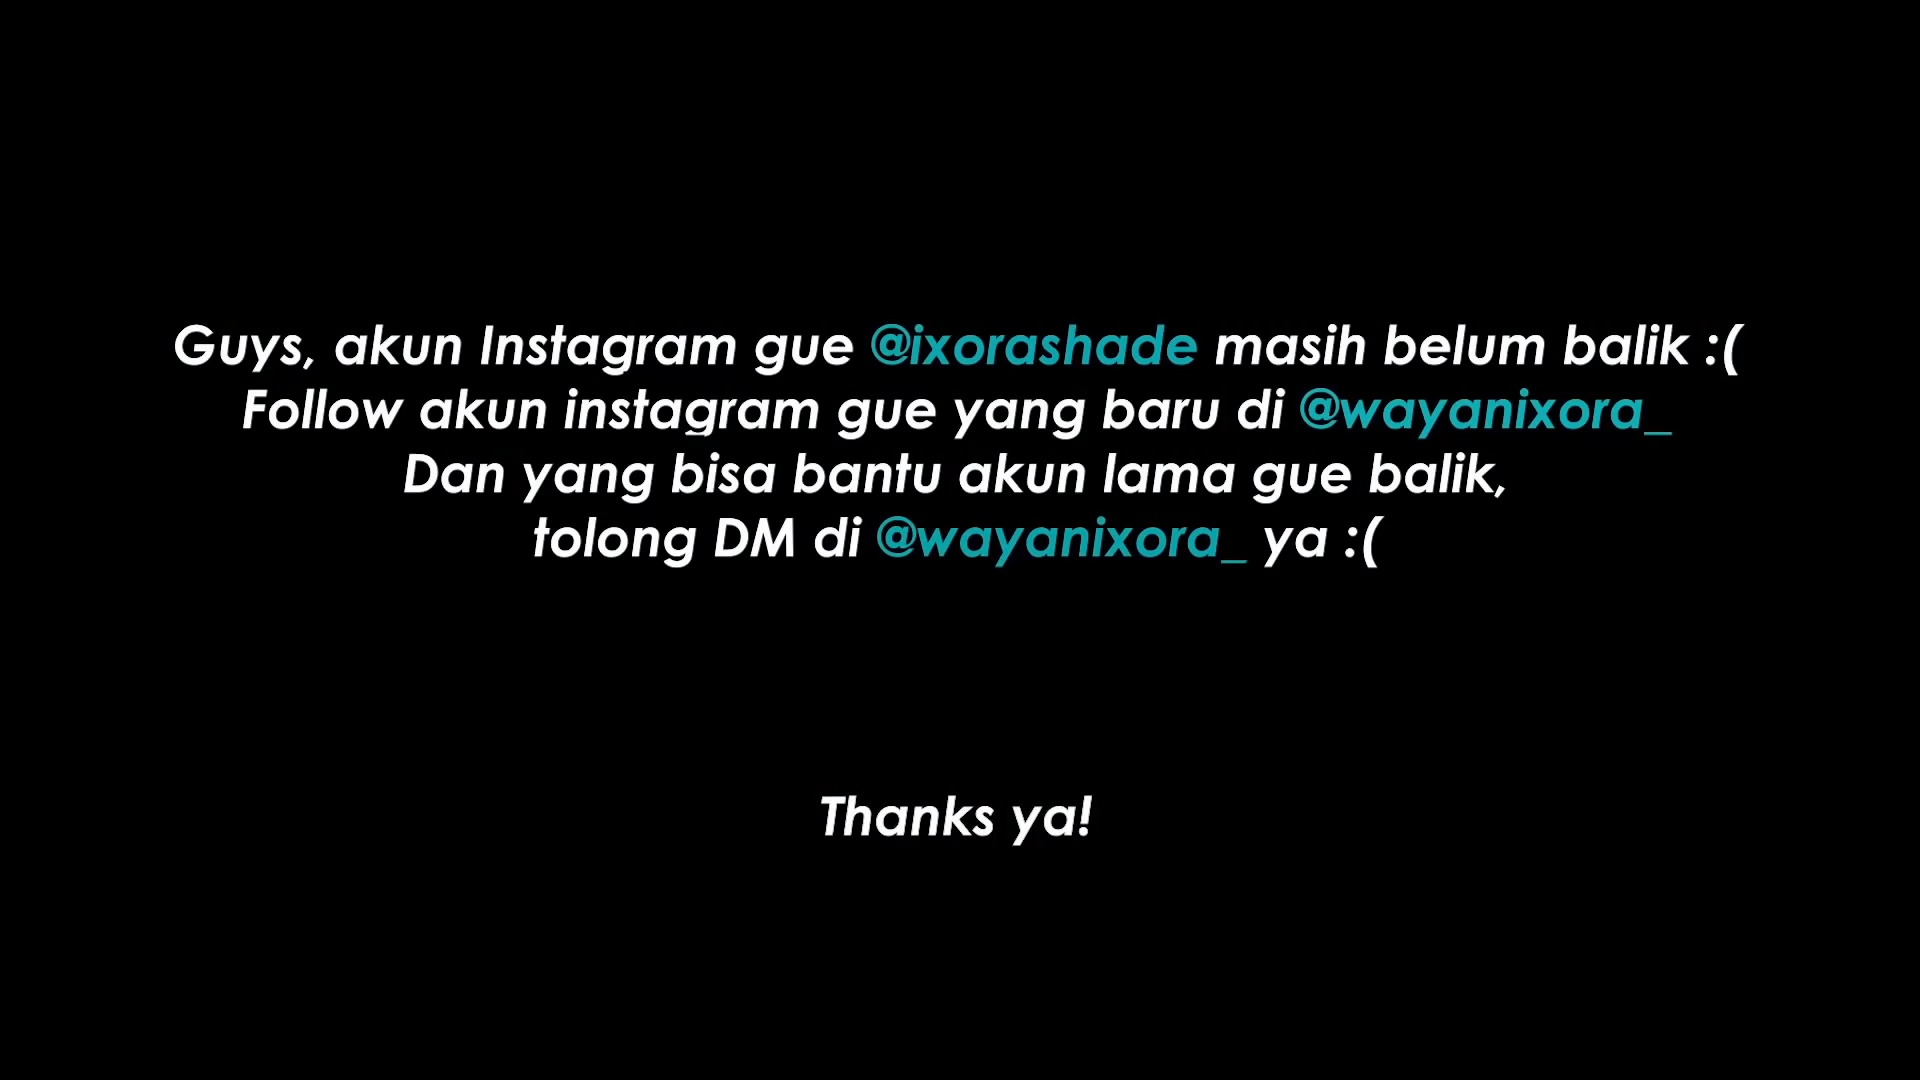 Guys, akun Instagram gue @ixorashade masih belum balik :(
Follow akun instagram gue yang baru di @wayanixora_
Dan yang bisa bantu akun lama gue balik,
tolong DM di @wayanixora_ ya :(
Thanks ya!